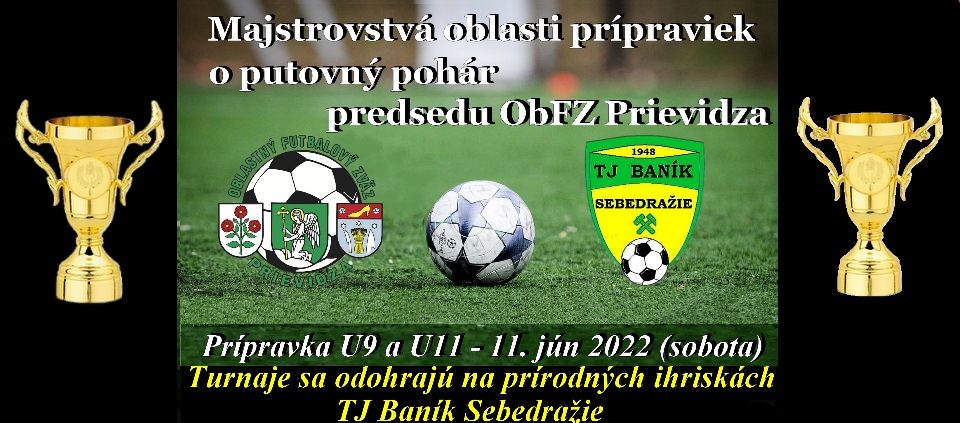 Majstrovstvá oblasti prípraviek
o putovný pohár
predsedu ObFZ Prievidza
OBLASTNÝ FUTBALOVÝ ZVÄZ
PRIEVIDZA
1948
TJ BANÍK
SEBEDRAŽIE
Prípravka U9 a U11 - 11. jún 2022 (sobota)
Turnaje sa odohrajú na prírodných ihriskách
TJ Baník Sebedražie